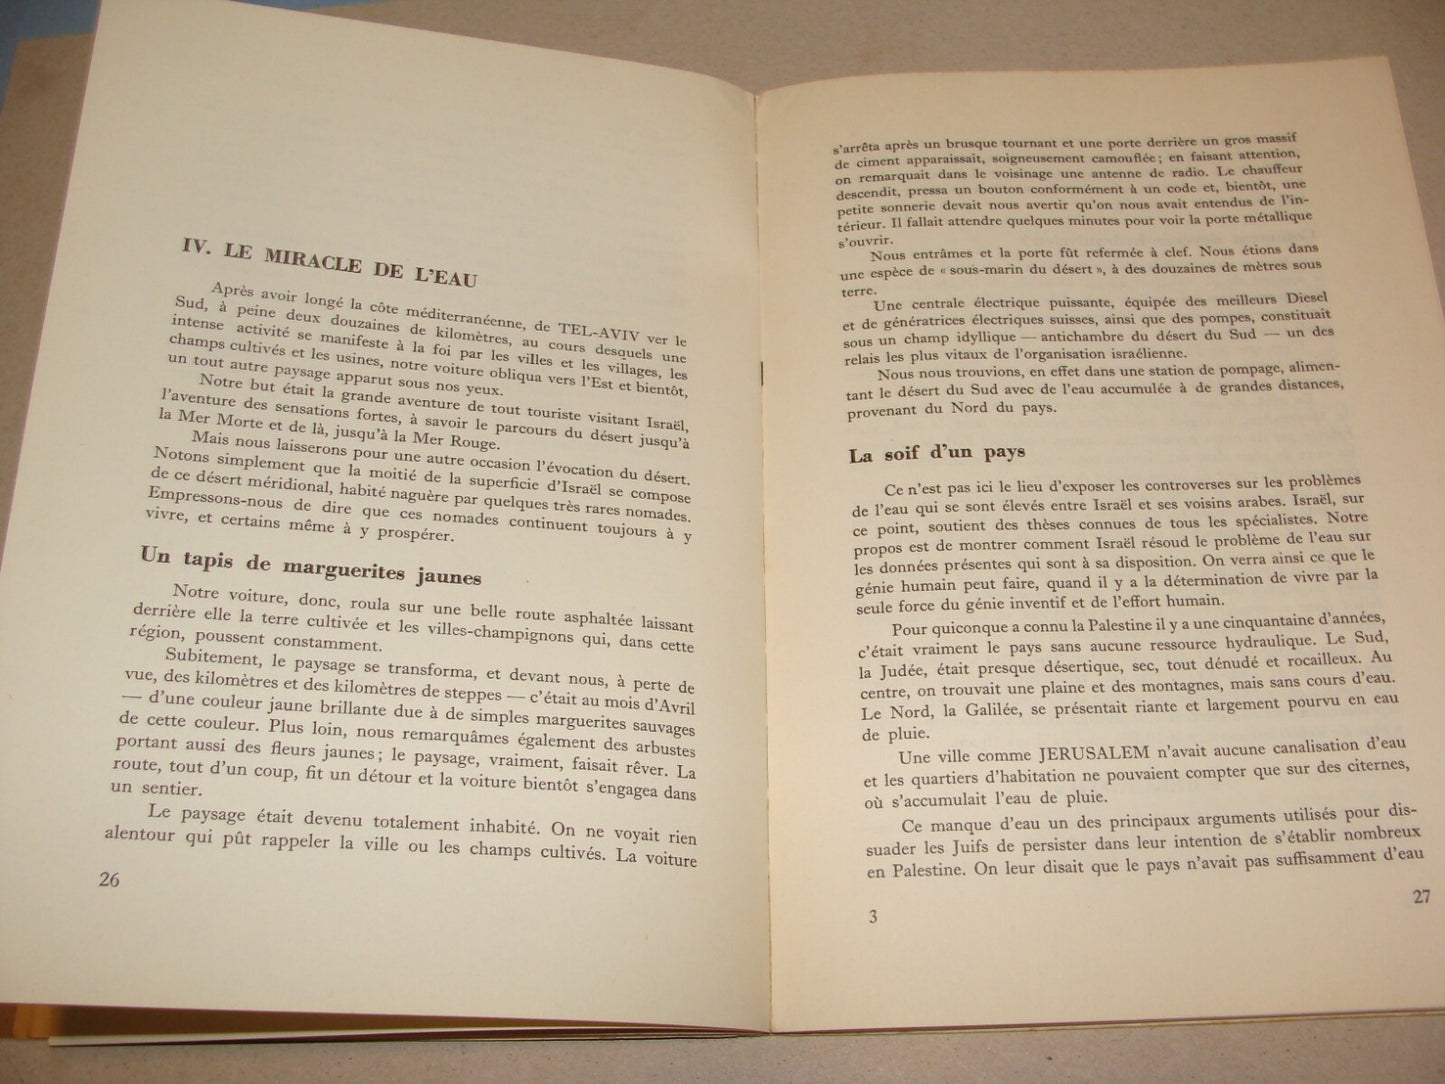 IV. LE MIRACLE DE L'EAU
Après avoir longé la côte méditerranéenne, de TEL-AVIV ver le
Sud, à peine deux douzaines de kilomètres, au cours desquels une
intense activité se manifeste à la foi par les villes et les villages, les
champs cultivés et les usines, notre voiture obliqua vers l'Est et bientôt,
un tout autre paysage apparut sous nos yeux.
Notre but était la grande aventure de tout touriste visitant Israël,
l'aventure des sensations fortes, à savoir le parcours du désert jusqu'à
la Mer Morte et de là, jusqu'à la Mer Rouge.
Mais nous laisserons pour une autre occasion l'évocation du désert.
Notons simplement que la moitié de la superficie d'Israël se compose
de ce désert méridional, habité naguère par quelques très rares nomades.
Empressons-nous de dire que ces nomades continuent toujours à y
vivre, et certains même à y prospérer.
Un tapis de marguerites jaunes
Notre voiture, donc, roula sur une belle route asphaltée laissant
derrière elle la terre cultivée et les villes-champignons qui, dans cette
région, poussent constamment.
Subitement, le paysage se transforma, et devant nous, à perte de
vue, des kilomètres et des kilomètres de steppes — c'était au mois d'Avril
— d'une couleur jaune brillante due à de simples marguerites sauvages
de cette couleur. Plus loin, nous remarquâmes également des arbustes
portant aussi des fleurs jaunes ; le paysage, vraiment, faisait rêver. La
route, tout d'un coup, fit un détour et la voiture bientôt s'engagea dans
un sentier.
Le paysage était devenu totalement inhabité. On ne voyait rien
alentour qui pût rappeler la ville ou les champs cultivés. La voiture
26
s'arrêta après un brusque tournant et une porte derrière un gros massif
de ciment apparaissait, soigneusement camouflée ; en faisant attention,
on remarquait dans le voisinage une antenne de radio. Le chauffeur
descendit, pressa un bouton conformément à un code et, bientôt, une
petite sonnerie devait nous avertir qu'on nous avait entendus de l'in-
térieur. Il fallait attendre quelques minutes pour voir la porte métallique
s'ouvrir.
Nous entrâmes et la porte fût refermée à clef. Nous étions dans
une espèce de « sous-marin du désert », à des douzaines de mètres sous
terre.
Une centrale électrique puissante, équipée des meilleurs Diesel
et de génératrices électriques suisses, ainsi que des pompes, constituait
sous un champ idyllique — antichambre du désert du Sud — un des
relais les plus vitaux de l'organisation israélienne.
Nous nous trouvions, en effet dans une station de pompage, alimen-
tant le désert du Sud avec de l'eau accumulée à de grandes distances,
provenant du Nord du pays.
La soif d'un pays
Ce n'est pas ici le lieu d'exposer les controverses sur les problèmes
de l'eau qui se sont élevés entre Israël et ses voisins arabes. Israël, sur
ce point, soutient des thèses connues de tous les spécialistes. Notre
propos est de montrer comment Israël résoud le problème de l'eau sur
les données présentes qui sont à sa disposition. On verra ainsi ce que le
génie humain peut faire, quand il y a la détermination de vivre par la
seule force du génie inventif et de l'effort humain.
Pour quiconque a connu la Palestine il y a une cinquantaine d'années,
c'était vraiment le pays sans aucune ressource hydraulique. Le Sud,
la Judée, était presque désertique, sec, tout dénudé et rocailleux. Au
centre, on trouvait une plaine et des montagnes, mais sans cours d'eau.
Le Nord, la Galilée, se présentait riante et largement pourvu en eau
de pluie.
Une ville comme JERUSALEM n'avait aucune canalisation d'eau
et les quartiers d'habitation ne pouvaient compter que sur des citernes,
où s'accumulait l'eau de pluie.
Ce manque d'eau un des principaux arguments utilisés pour dis-
suader les Juifs de persister dans leur intention de s'établir nombreux
en Palestine. On leur disait que le pays n'avait pas suffisamment d'eau
3
27